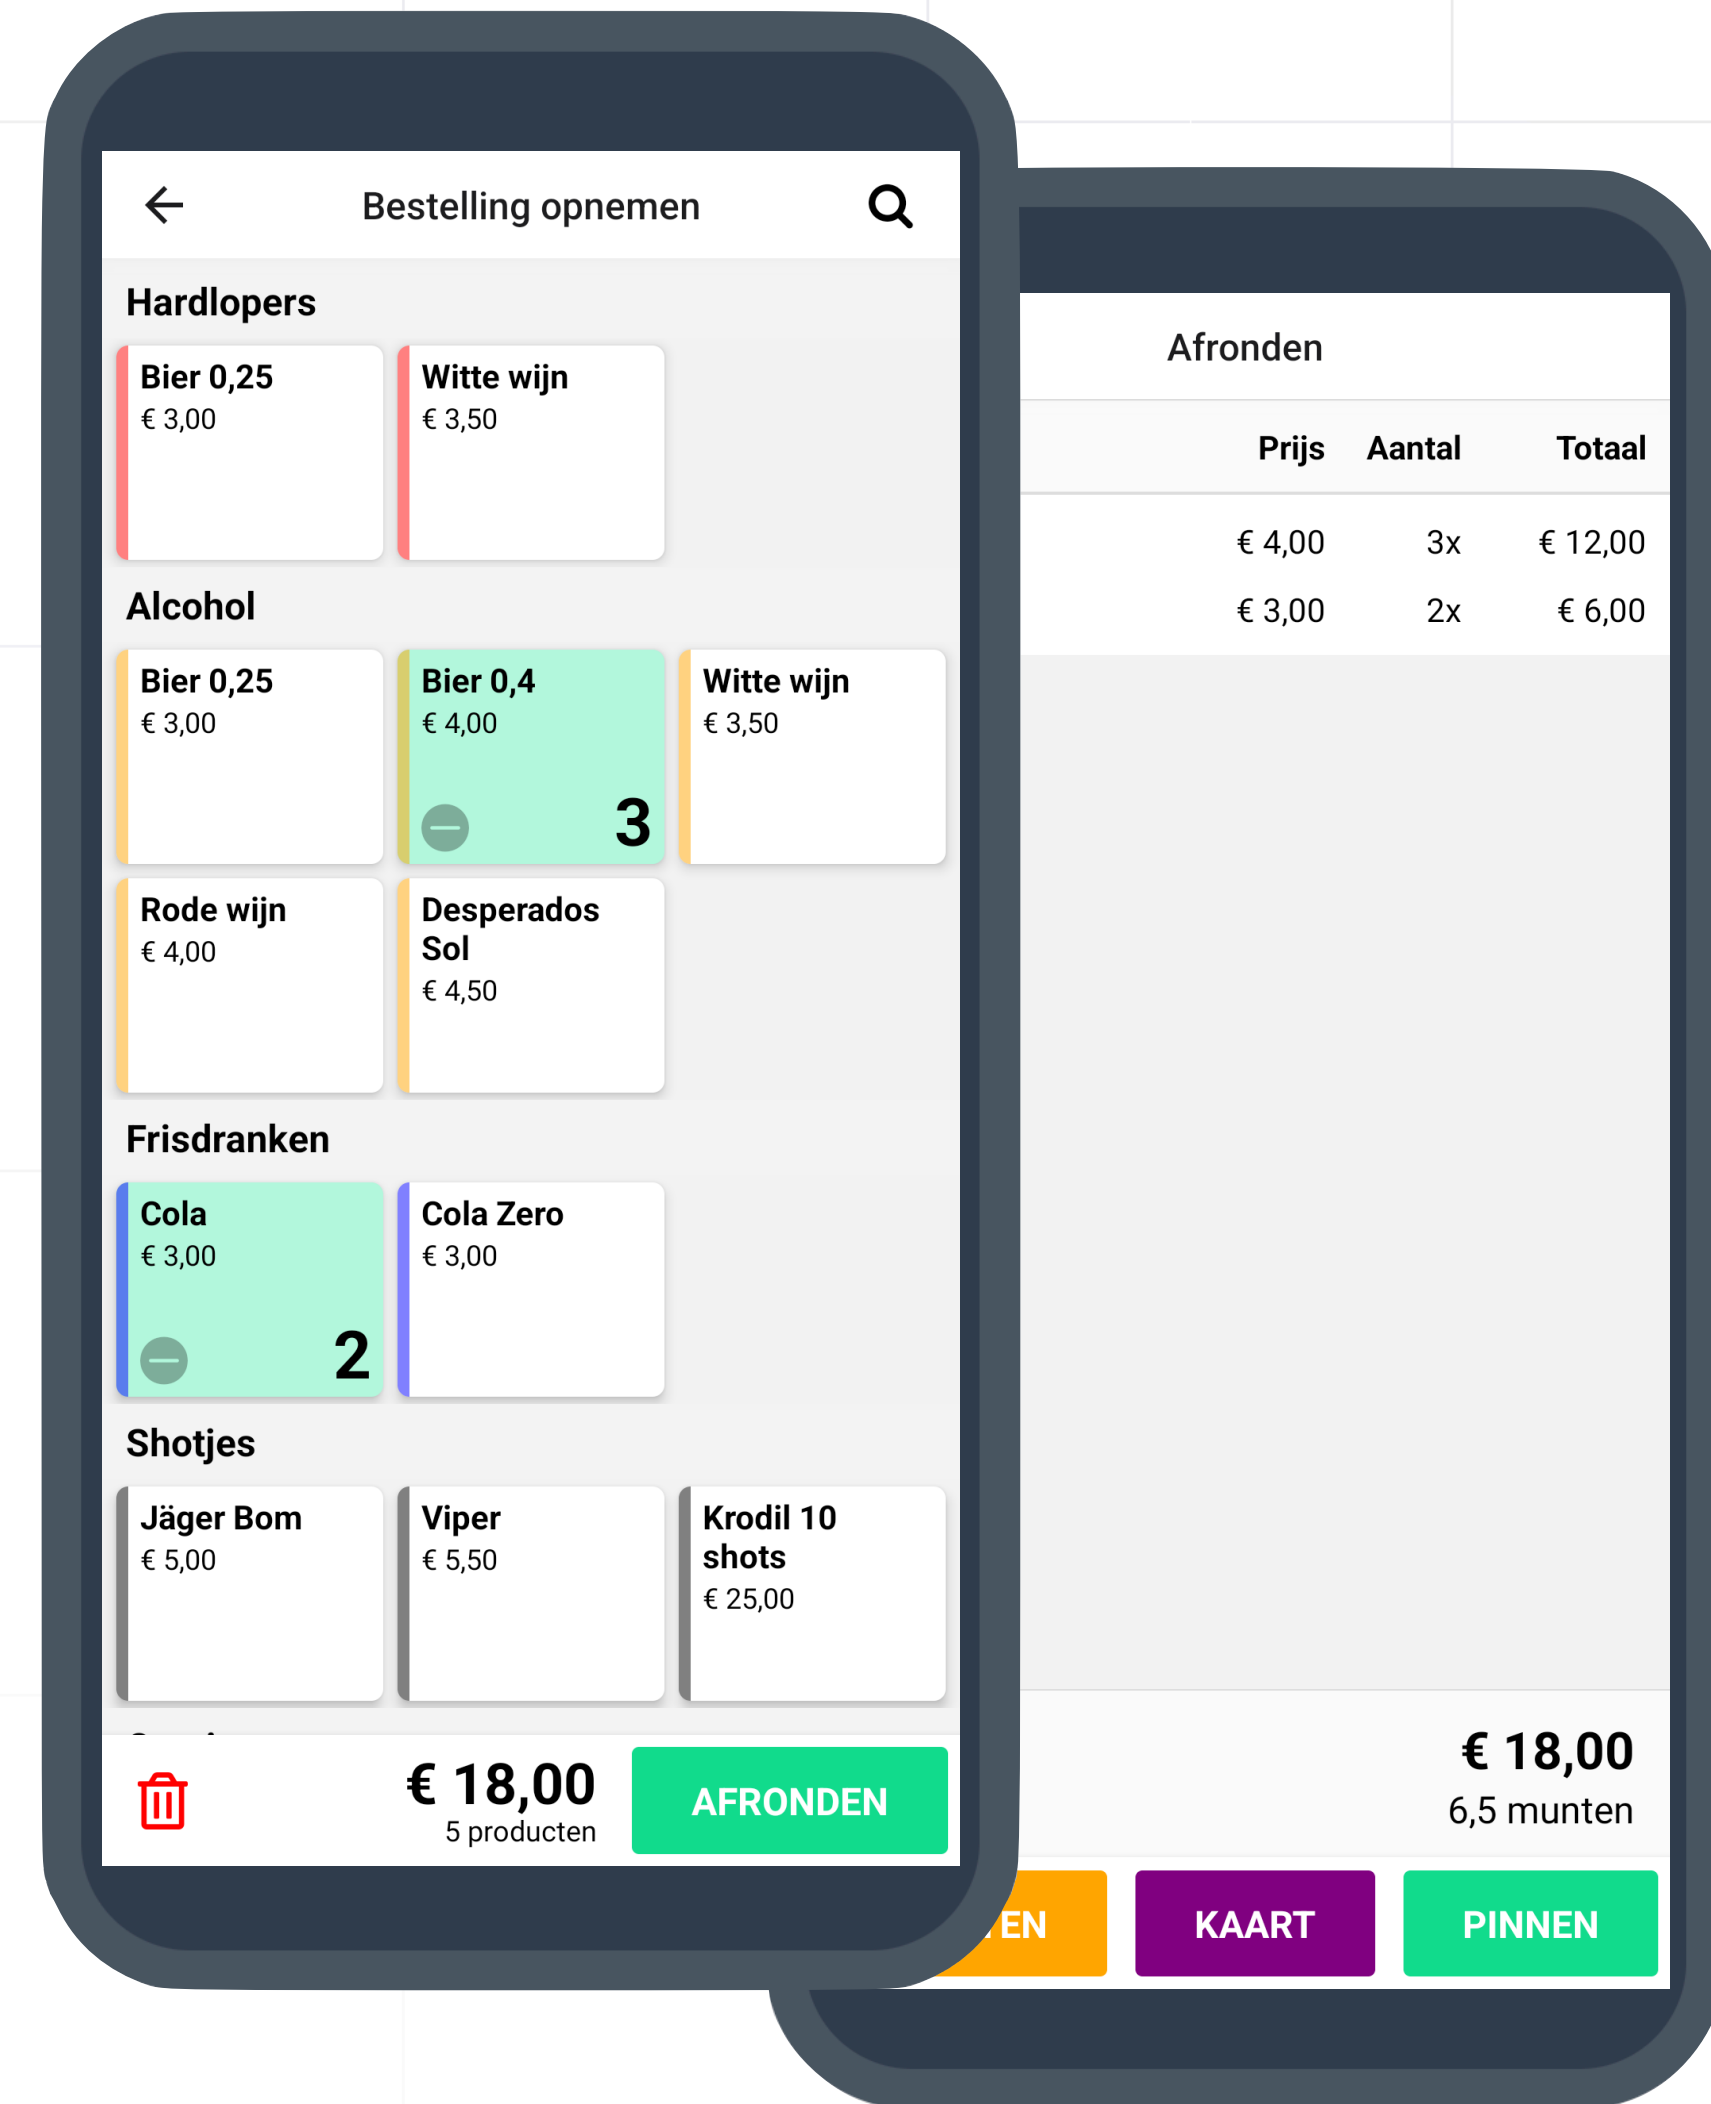 Bestelling opnemen
Hardlopers
Bier 0,25
€ 3,00
Witte wijn
€ 3,50
Alcohol
Bier 0,25
€ 3,00
Bier 0,4
€ 4,00
3
Witte wijn
€ 3,50
Rode wijn
€ 4,00
Desperados
Sol
€ 4,50
Frisdranken
Cola
€ 3,00
2
Cola Zero
€ 3,00
Shotjes
Jäger Bom
€ 5,00
Viper
€ 5,50
Krodil 10
shots
€ 25,00
€ 18,00
5 producten
AFRONDEN
Afronden
Prijs Aantal Totaal
€ 4,00 3x € 12,00
€ 3,00 2x € 6,00
€ 18,00
6,5 munten
KAART
PINNEN